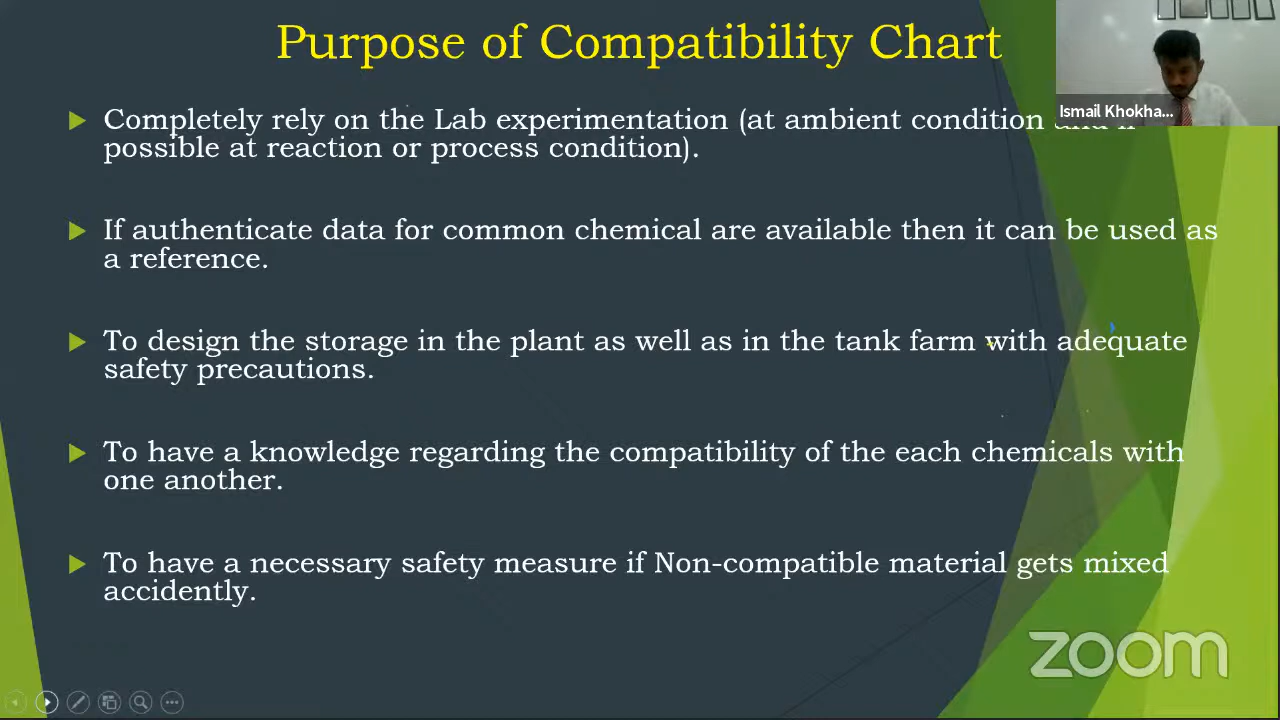 Purpose of Compatibility Chart
Ismail Khokha...
Completely rely on the Lab experimentation (at ambient condition
possible at reaction or process condition).
If authenticate data for common chemical are available then it can be used as
a reference.
To design the storage in the plant as well as in the tank farm with adequate
safety precautions.
To have a knowledge regarding the compatibility of the each chemicals with
one another.
To have a necessary safety measure if Non-compatible material gets mixed
accidently.
zoom